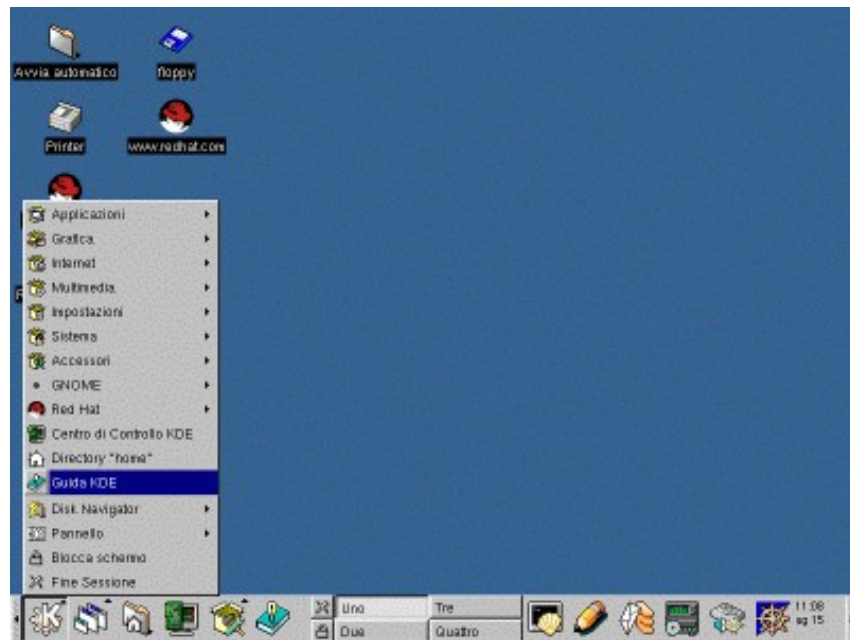 Avvia automatico
floppy
Printer
www.redhat.com
Applicazioni
Grafica
Internet
Multimedia
Impostazioni
Sistema
Accessori
GNOME
Red Hat
Centro di Controllo KDE
Directory "home"
Guida KDE
Disk Navigator
Pannello
Blocca schermo
Fine Sessione
Uno
Tre
Due
Quattro
11:08
ag 15